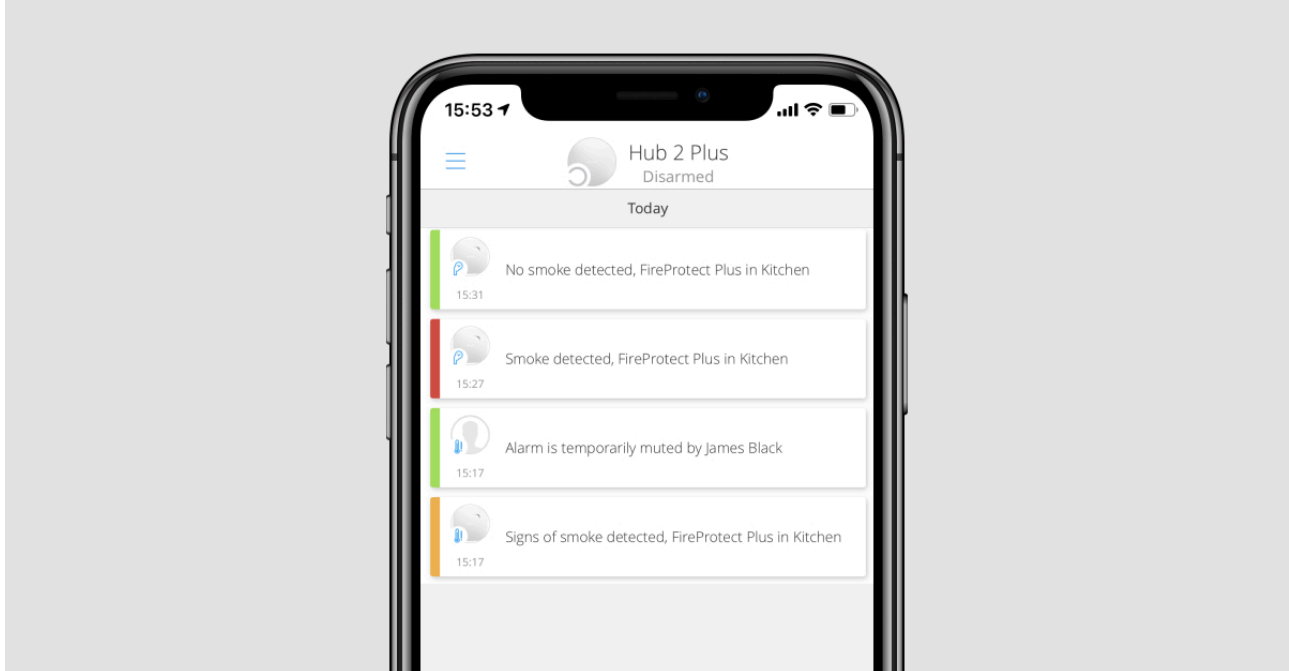 15:53
Hub 2 Plus
Disarmed
Today
No smoke detected, FireProtect Plus in Kitchen
15:31
Smoke detected, FireProtect Plus in Kitchen
15:27
Alarm is temporarily muted by James Black
15:17
Signs of smoke detected, FireProtect Plus in Kitchen
15:17